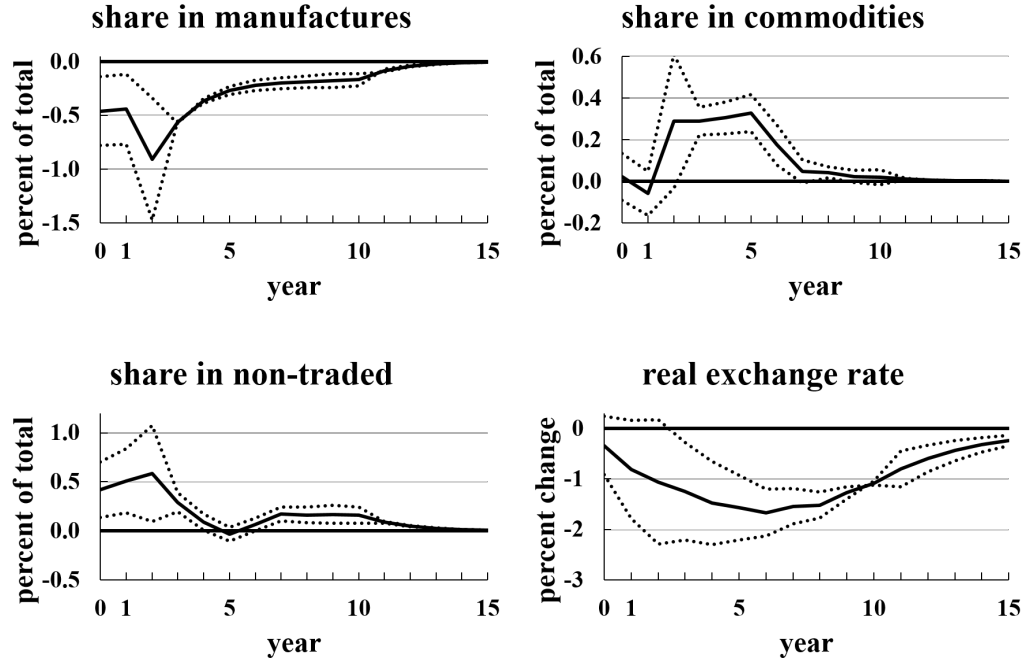 share in manufactures
percent of total
0.0
-0.5
-1.0
-1.5
0 1 5 10 15
year
share in commodities
percent of total
0.6
0.4
0.2
0.0
-0.2
0 1 5 10 15
year
share in non-traded
percent of total
1.0
0.5
0.0
-0.5
0 1 5 10 15
year
real exchange rate
percent change
0
-1
-2
-3
0 1 5 10 15
year